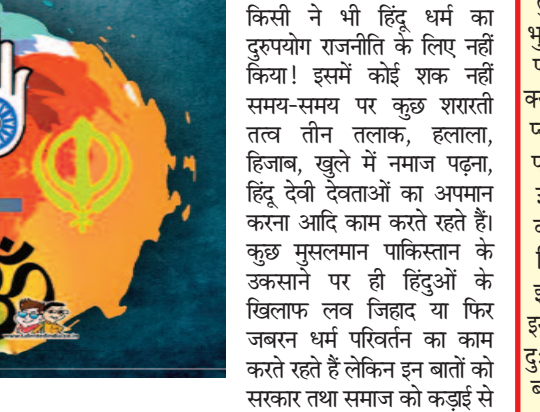 किसी ने भी हिंदू धर्म का
दुरुपयोग राजनीति के लिए नहीं
किया! इसमें कोई शक नहीं
समय-समय पर कुछ शरारती
तत्व तीन तलाक, हलाला,
हिजाब, खुले में नमाज पढ़ना,
हिंदू देवी देवताओं का अपमान
करना आदि काम करते रहते हैं।
कुछ मुसलमान पाकिस्तान के
उकसाने पर ही हिंदुओं के
खिलाफ लव जिहाद या फिर
जबरन धर्म परिवर्तन का काम
करते रहते हैं लेकिन इन बातों को
सरकार तथा समाज को कड़ाई से